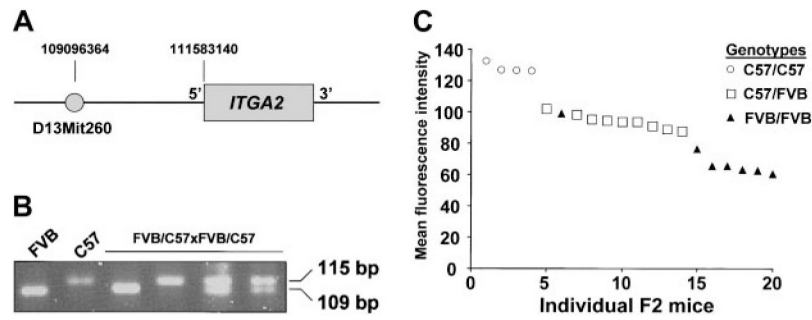 A
109096364
111583140
5'
ITGA2
3'
D13Mit260
B
FVB
C57
FVB/C57xFVB/C57
115 bp
109 bp
C
Mean fluorescence intensity
140
120
100
80
60
40
20
0
0
5
10
15
20
Individual F2 mice
Genotypes
C57/C57
C57/FVB
FVB/FVB